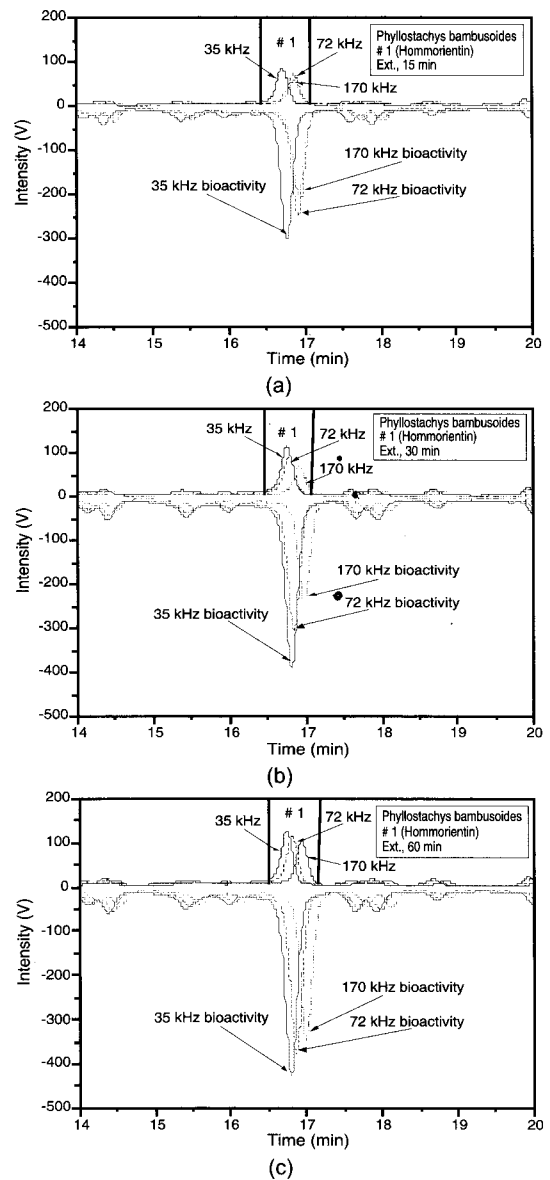 200
100
0
-100
-200
-300
-400
-500
Intensity (V)
35 kHz
# 1
72 kHz
170 kHz
Phyllostachys bambusoides
# 1 (Hommorientin)
Ext., 15 min
170 kHz bioactivity
35 kHz bioactivity
72 kHz bioactivity
14 15 16 17 18 19 20
Time (min)
(a)
200
100
0
-100
-200
-300
-400
-500
Intensity (V)
35 kHz
# 1
72 kHz
170 kHz
Phyllostachys bambusoides
# 1 (Hommorientin)
Ext., 30 min
170 kHz bioactivity
72 kHz bioactivity
35 kHz bioactivity
14 15 16 17 18 19 20
Time (min)
(b)
200
100
0
-100
-200
-300
-400
-500
Intensity (V)
35 kHz
# 1
72 kHz
170 kHz
Phyllostachys bambusoides
# 1 (Hommorientin)
Ext., 60 min
170 kHz bioactivity
35 kHz bioactivity
72 kHz bioactivity
14 15 16 17 18 19 20
Time (min)
(c)